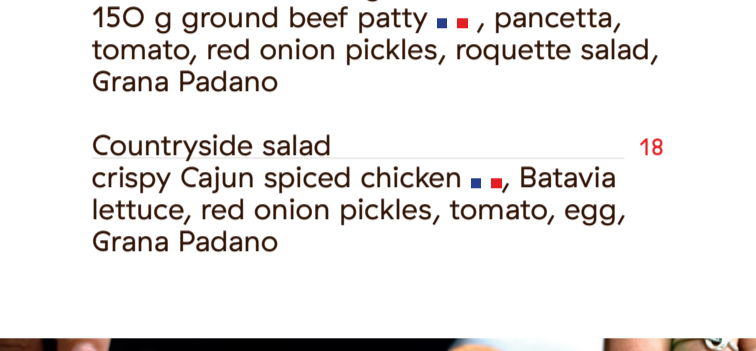 150 g ground beef patty , pancetta,
tomato, red onion pickles, roquette salad,
Grana Padano
Countryside salad 18
crispy Cajun spiced chicken , Batavia
lettuce, red onion pickles, tomato, egg,
Grana Padano